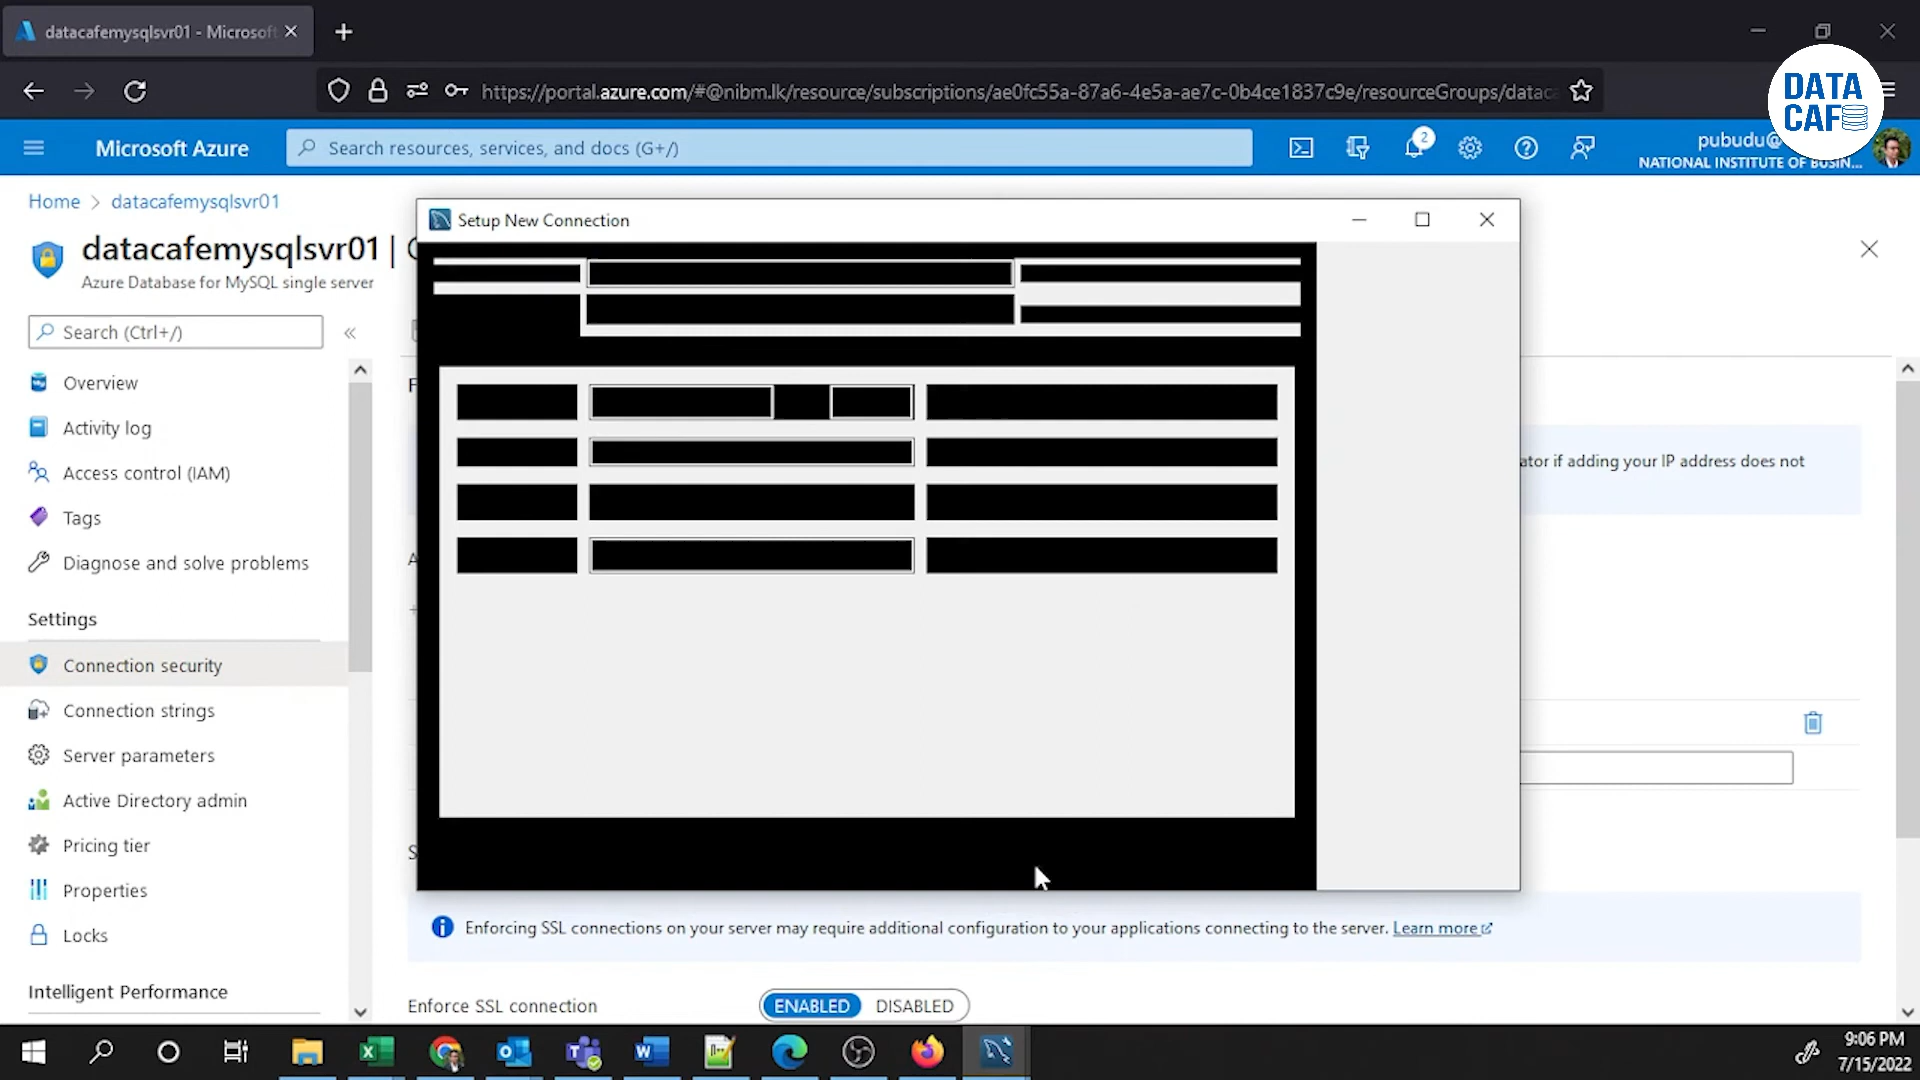 datacafemysqlsvr01 - Microsoft
https://portal.azure.com/#@nibm.lk/resource/subscriptions/ae0fc55a-87a6-4e5a-ae7c-0b4ce1837c9e/resourceGroups/datac
DATA
CAF
Microsoft Azure
Search resources, services, and docs (G+/)
2
pubudu@
NATIONAL INSTITUTE OF BUSIN...
Home > datacafemysqlsvr01
Setup New Connection
datacafemysqlsvr01 |
Azure Database for MySQL single server
Search (Ctrl+/)
«
Overview
Activity log
ator if adding your IP address does not
Access control (IAM)
Tags
Diagnose and solve problems
Settings
Connection security
Connection strings
Server parameters
Active Directory admin
Pricing tier
Properties
Enforcing SSL connections on your server may require additional configuration to your applications connecting to the server. Learn more
Locks
Intelligent Performance
Enforce SSL connection
ENABLED DISABLED
9:06 PM
7/15/2022